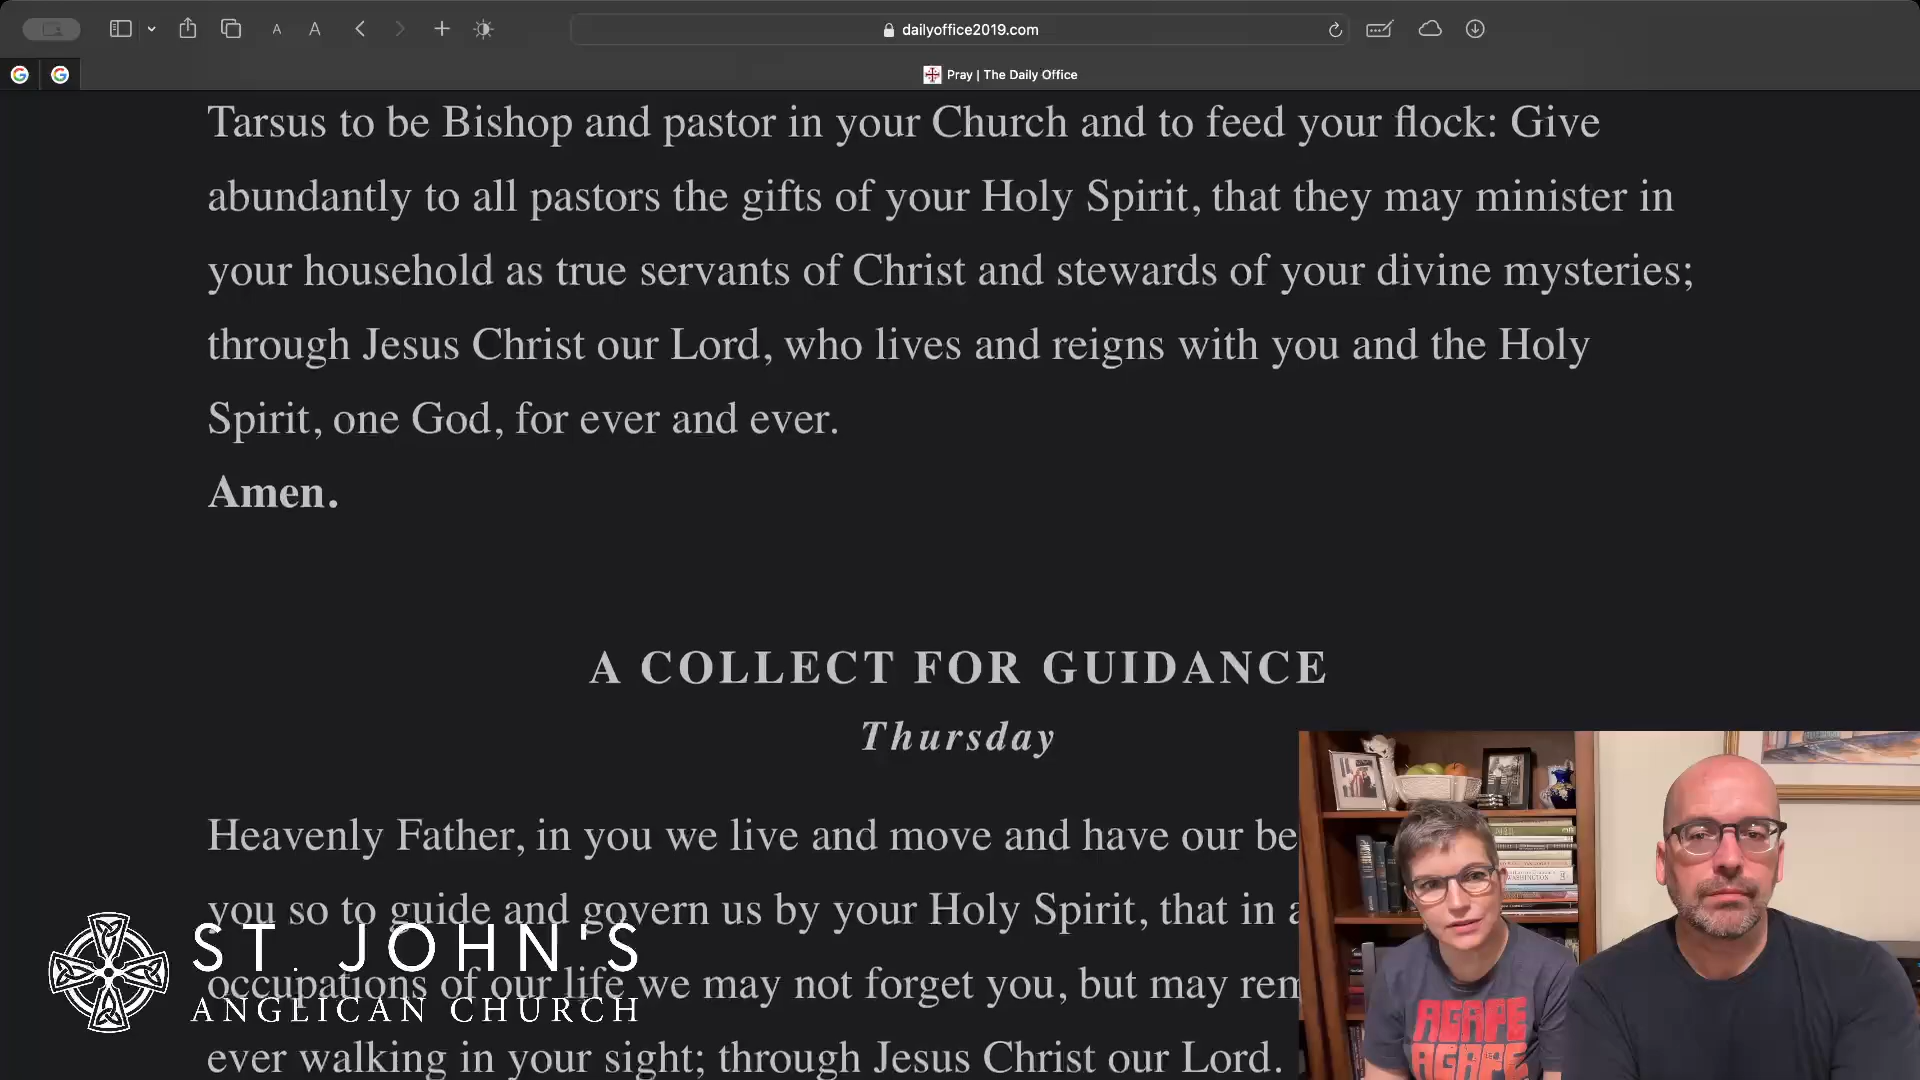 A A
dailyoffice2019.com
Pray | The Daily Office
Tarsus to be Bishop and pastor in your Church and to feed your flock: Give
abundantly to all pastors the gifts of your Holy Spirit, that they may minister in
your household as true servants of Christ and stewards of your divine mysteries;
through Jesus Christ our Lord, who lives and reigns with you and the Holy
Spirit, one God, for ever and ever.
Amen.
A COLLECT FOR GUIDANCE
Thursday
Heavenly Father, in you we live and move and have our be
you so to guide and govern us by your Holy Spirit, that in a
occupations of our life we may not forget you, but may rem
ever walking in your sight; through Jesus Christ our Lord.
ST. JOHN'S
ANGLICAN CHURCH
WASHINGTON
AGAPE
AGAPE